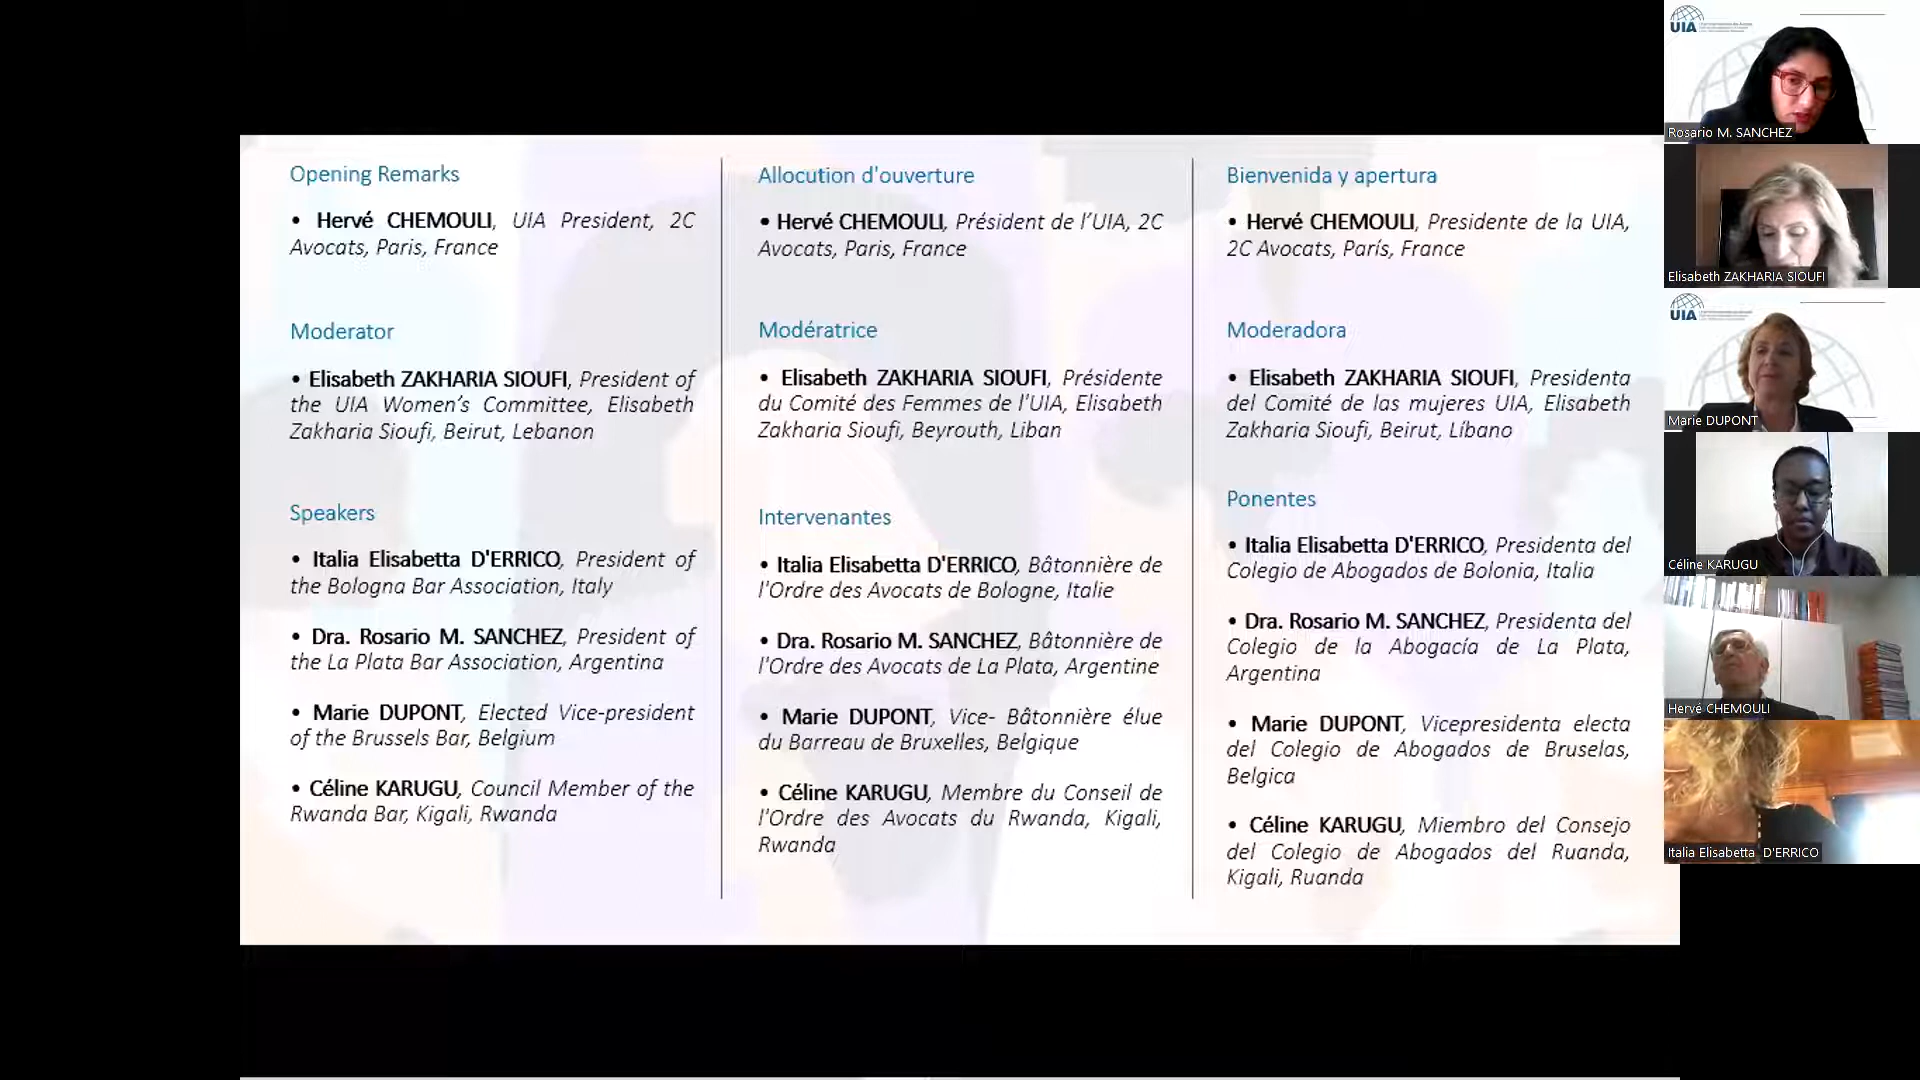 Opening Remarks
• Hervé CHEMOULI, UIA President, 2C
Avocats, Paris, France
Moderator
• Elisabeth ZAKHARIA SIOUFI, President of
the UIA Women’s Committee, Elisabeth
Zakharia Sioufi, Beirut, Lebanon
Speakers
• Italia Elisabetta D'ERRICO, President of
the Bologna Bar Association, Italy
• Dra. Rosario M. SANCHEZ, President of
the La Plata Bar Association, Argentina
• Marie DUPONT, Elected Vice-president
of the Brussels Bar, Belgium
• Céline KARUGU, Council Member of the
Rwanda Bar, Kigali, Rwanda
Allocution d'ouverture
• Hervé CHEMOULI, Président de l’UIA, 2C
Avocats, Paris, France
Modératrice
• Elisabeth ZAKHARIA SIOUFI, Présidente
du Comité des Femmes de l'UIA, Elisabeth
Zakharia Sioufi, Beyrouth, Liban
Intervenantes
• Italia Elisabetta D'ERRICO, Bâtonnière de
l'Ordre des Avocats de Bologne, Italie
• Dra. Rosario M. SANCHEZ, Bâtonnière de
l'Ordre des Avocats de La Plata, Argentine
• Marie DUPONT, Vice- Bâtonnière élue
du Barreau de Bruxelles, Belgique
• Céline KARUGU, Membre du Conseil de
l'Ordre des Avocats du Rwanda, Kigali,
Rwanda
Bienvenida y apertura
• Hervé CHEMOULI, Presidente de la UIA,
2C Avocats, París, France
Moderadora
• Elisabeth ZAKHARIA SIOUFI, Presidenta
del Comité de las mujeres UIA, Elisabeth
Zakharia Sioufi, Beirut, Líbano
Ponentes
• Italia Elisabetta D'ERRICO, Presidenta del
Colegio de Abogados de Bolonia, Italia
• Dra. Rosario M. SANCHEZ, Presidenta del
Colegio de la Abogacía de La Plata,
Argentina
• Marie DUPONT, Vicepresidenta electa
del Colegio de Abogados de Bruselas,
Belgica
• Céline KARUGU, Miembro del Consejo
del Colegio de Abogados del Ruanda,
Kigali, Ruanda
UIA
Rosario M. SANCHEZ
Elisabeth ZAKHARIA SIOUFI
UIA
Marie DUPONT
Céline KARUGU
Hervé CHEMOULI
Italia Elisabetta D'ERRICO